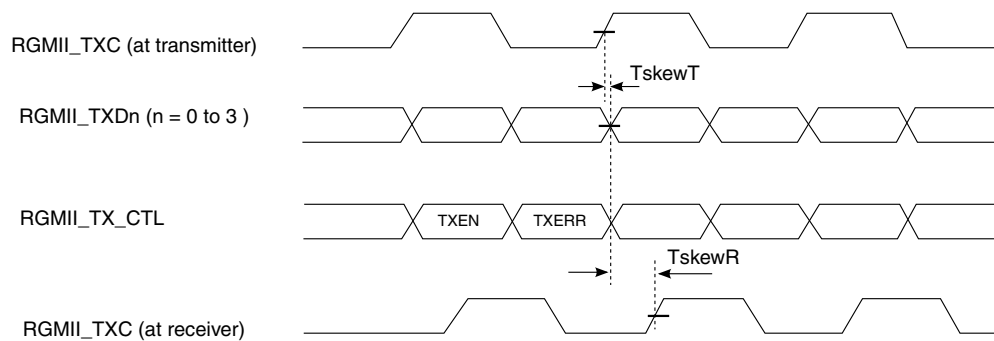 RGMII_TXC (at transmitter)
TskewT
RGMII_TXDn (n = 0 to 3 )
RGMII_TX_CTL
TXEN
TXERR
TskewR
RGMII_TXC (at receiver)